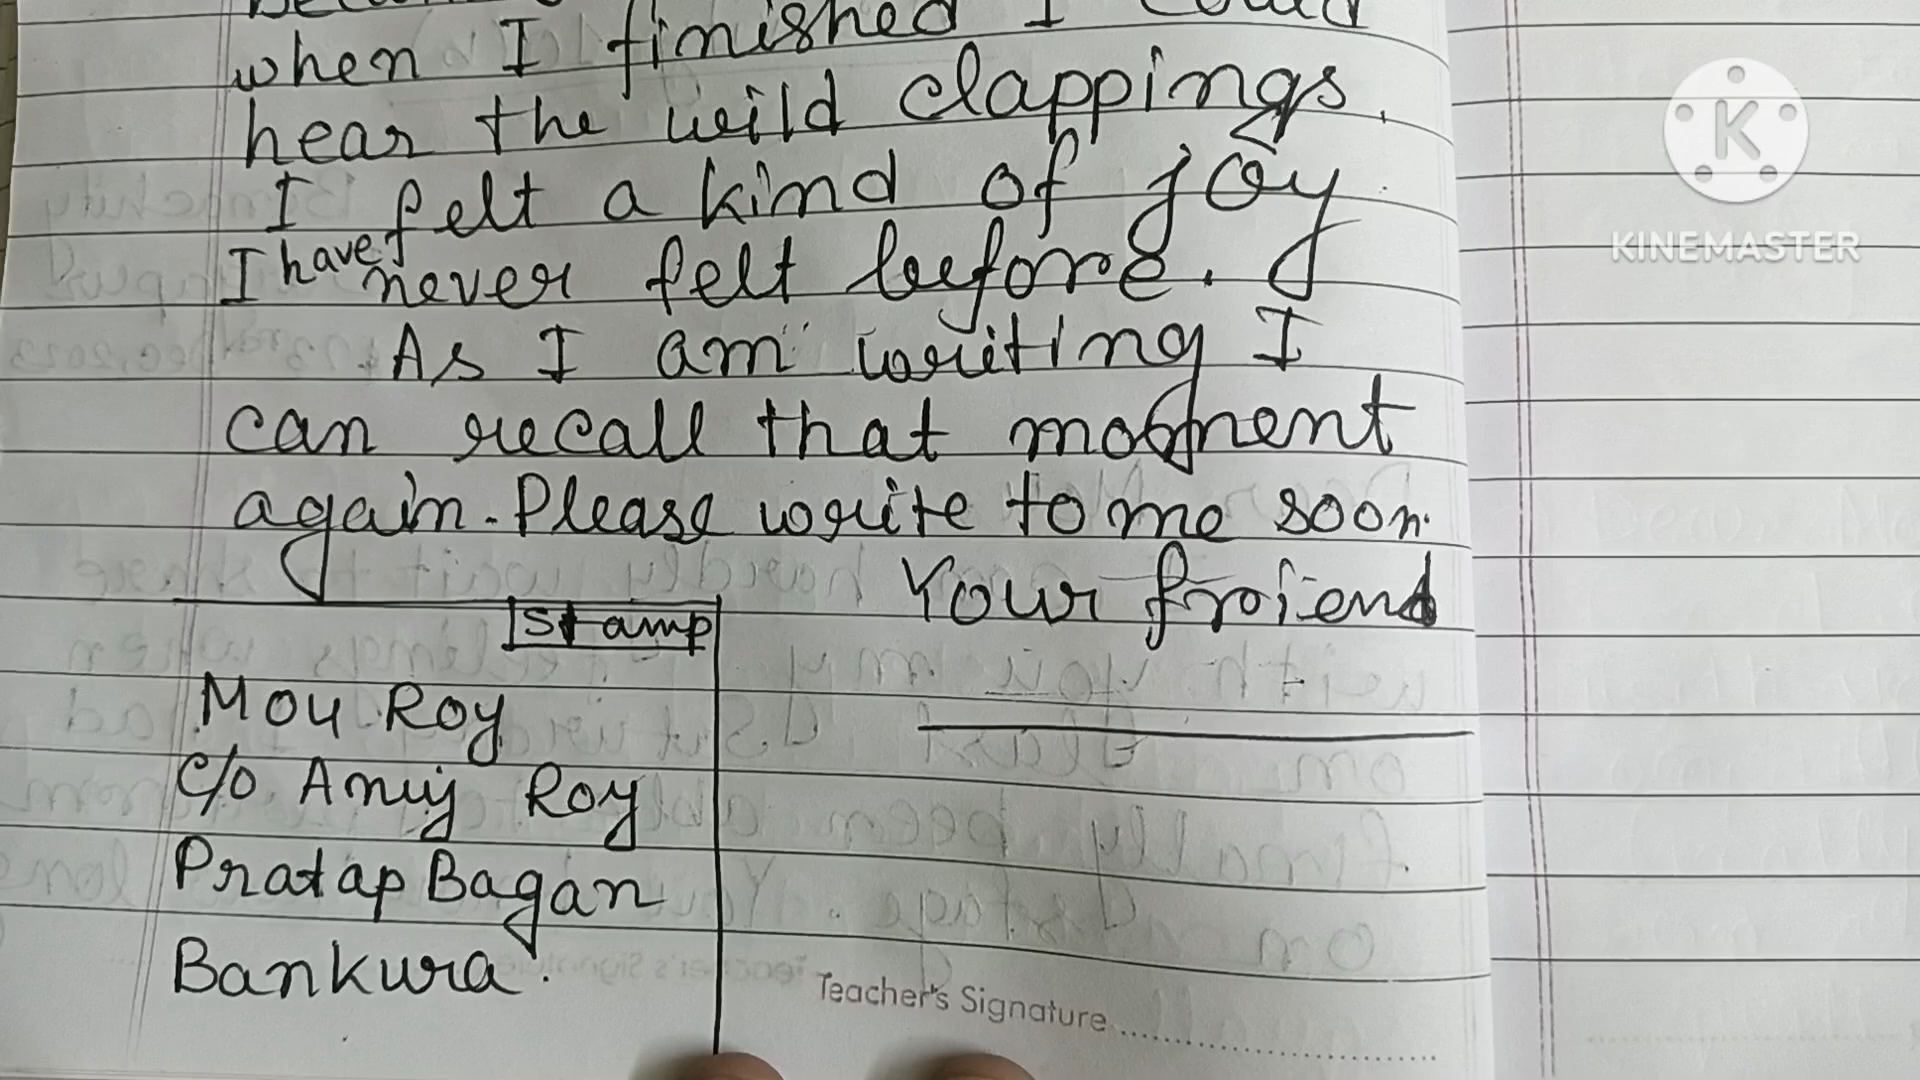 when I finished I could
hear the wild clappings.
I felt a kind of joy
I have never felt before.
As I am writing I
can recall that moment
again. Please write to me soon.
Your friend
Stamp
Mou Roy
C/o Anuj Roy
Pratap Bagan
Bankura.
Teacher's Signature
KINEMASTER